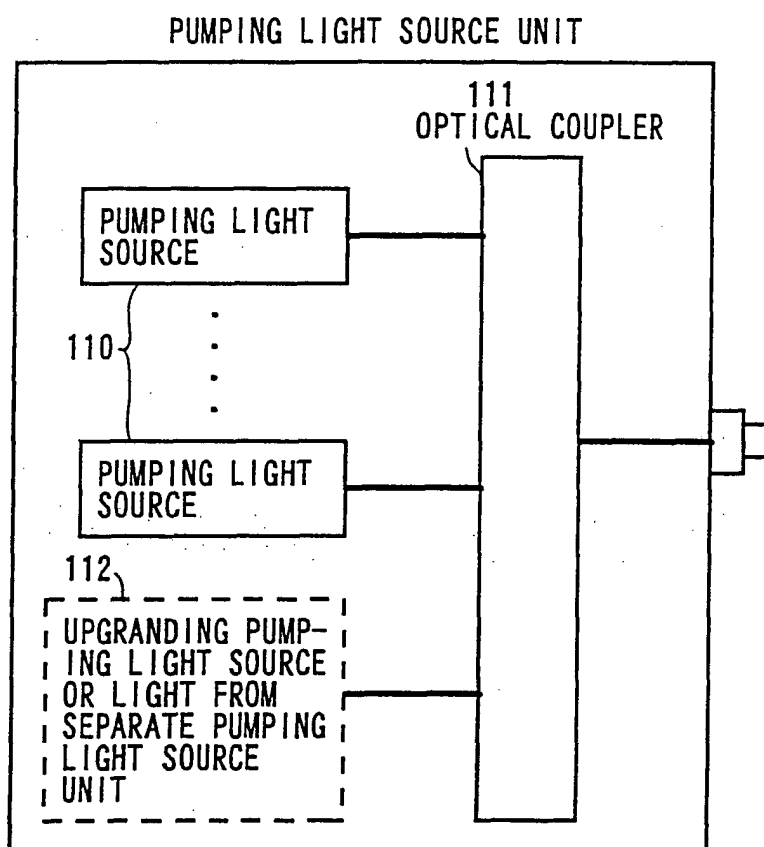 PUMPING LIGHT SOURCE UNIT
111
OPTICAL COUPLER
PUMPING LIGHT
SOURCE
110
PUMPING LIGHT
SOURCE
112
UPGRANDING PUMP-
ING LIGHT SOURCE
OR LIGHT FROM
SEPARATE PUMPING
LIGHT SOURCE
UNIT